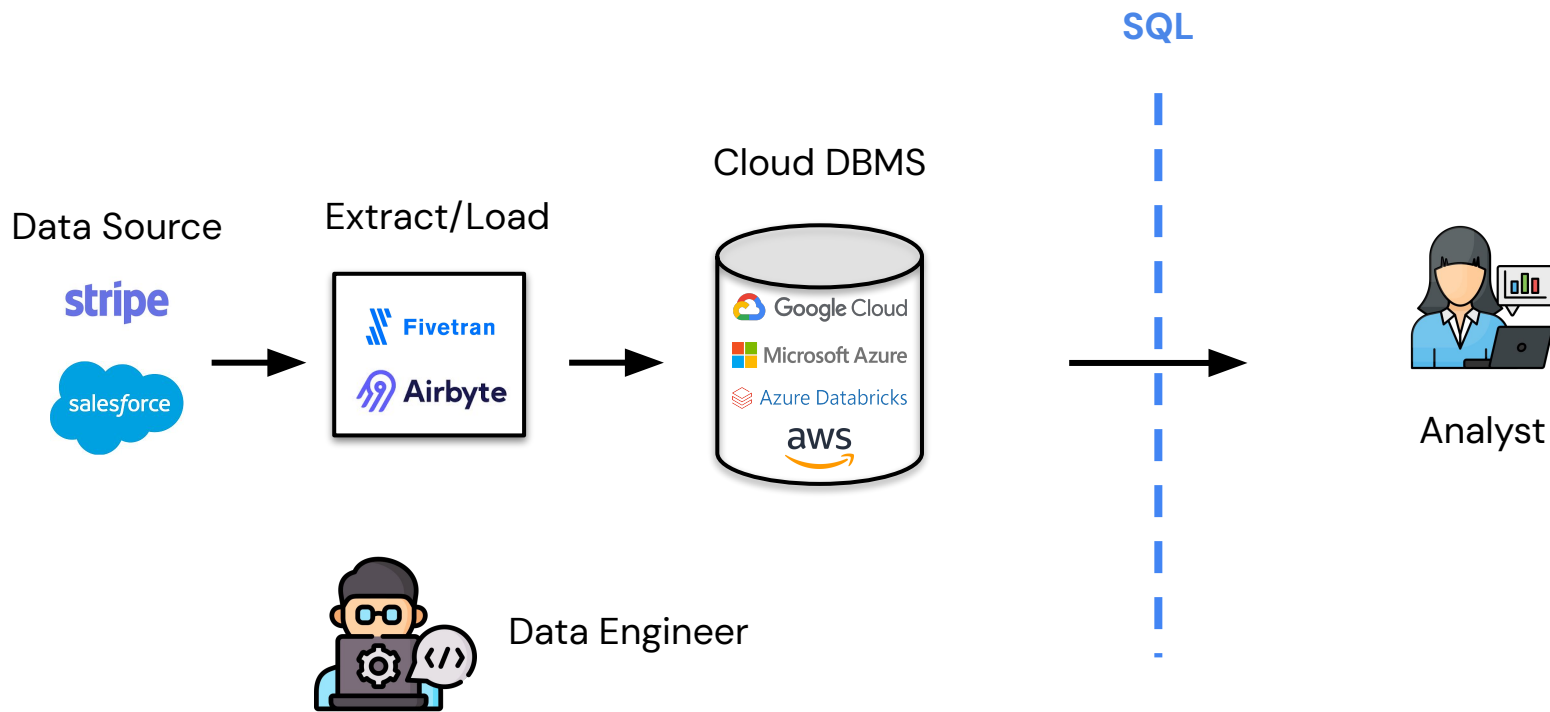 SQL
Cloud DBMS
Data Source
Extract/Load
stripe
salesforce
Fivetran
Airbyte
Google Cloud
Microsoft Azure
Azure Databricks
aws
Analyst
</>
Data Engineer